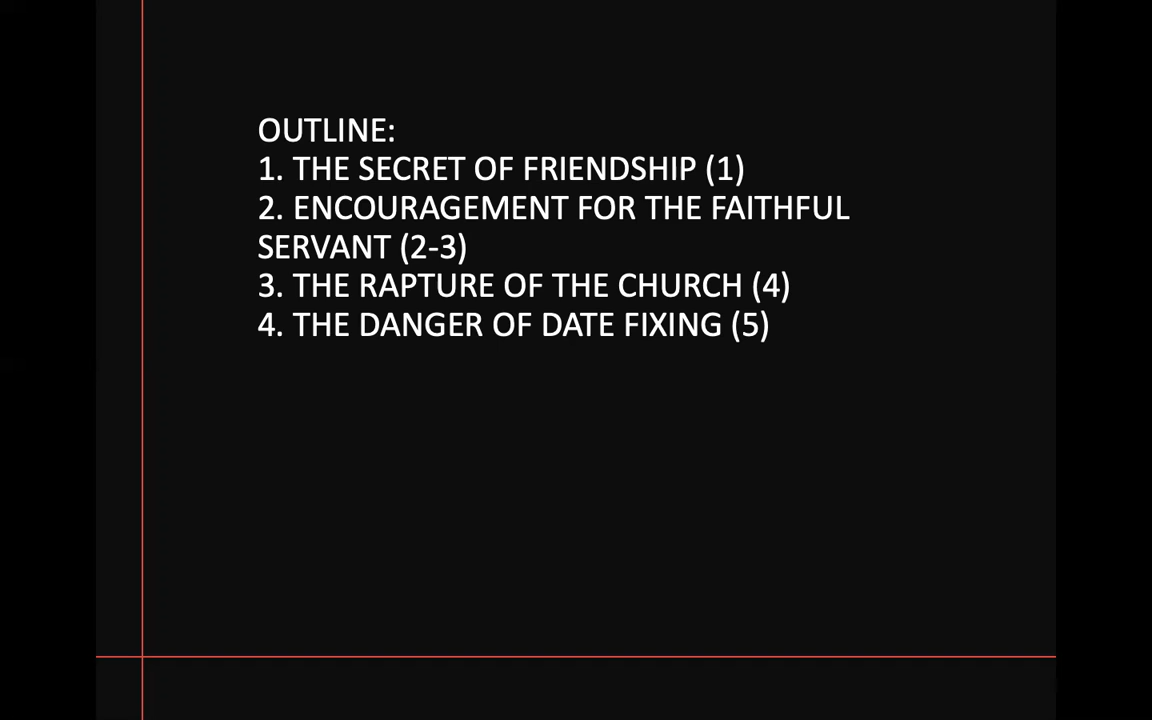 OUTLINE:
1. THE SECRET OF FRIENDSHIP (1)
2. ENCOURAGEMENT FOR THE FAITHFUL
SERVANT (2-3)
3. THE RAPTURE OF THE CHURCH (4)
4. THE DANGER OF DATE FIXING (5)